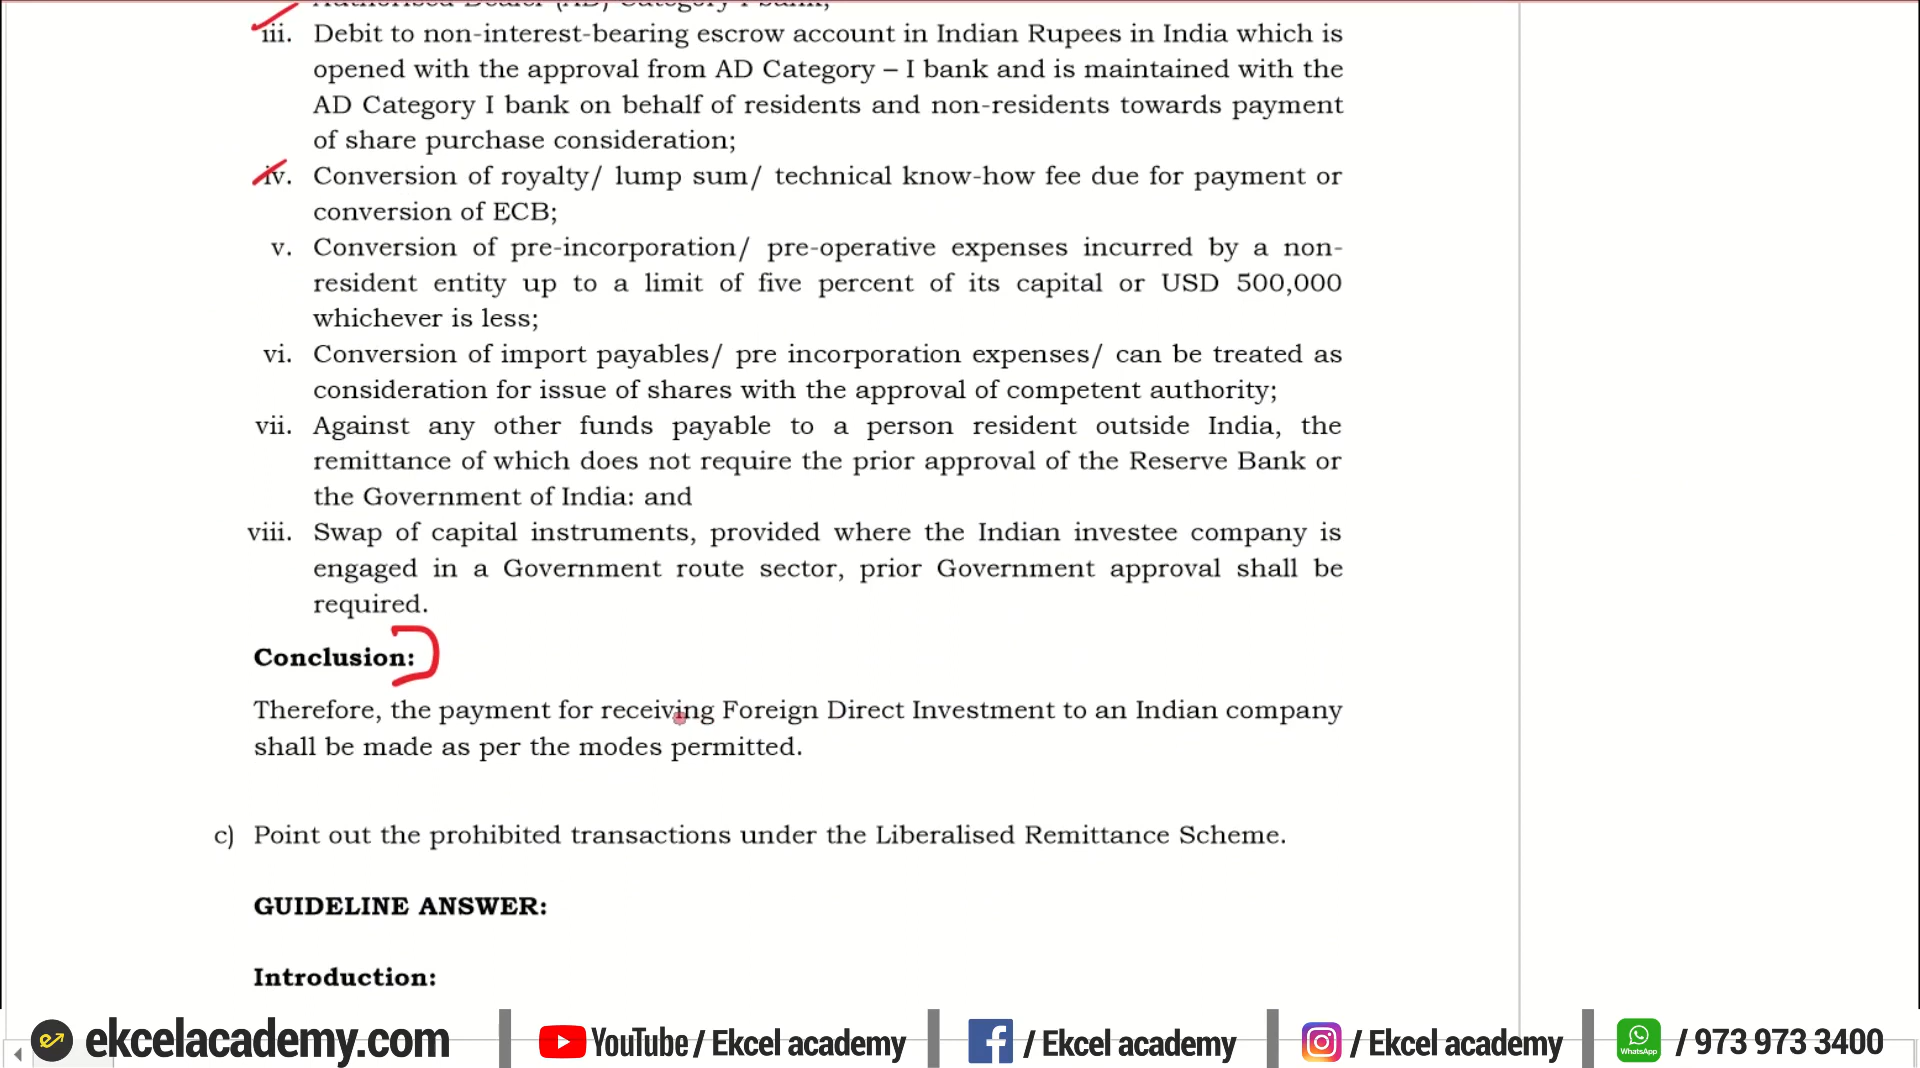 Authorised Dealer (AD) Category I bank;
iii. Debit to non-interest-bearing escrow account in Indian Rupees in India which is
opened with the approval from AD Category – I bank and is maintained with the
AD Category I bank on behalf of residents and non-residents towards payment
of share purchase consideration;
iv. Conversion of royalty/ lump sum/ technical know-how fee due for payment or
conversion of ECB;
v. Conversion of pre-incorporation/ pre-operative expenses incurred by a non-
resident entity up to a limit of five percent of its capital or USD 500,000
whichever is less;
vi. Conversion of import payables/ pre incorporation expenses/ can be treated as
consideration for issue of shares with the approval of competent authority;
vii. Against any other funds payable to a person resident outside India, the
remittance of which does not require the prior approval of the Reserve Bank or
the Government of India: and
viii. Swap of capital instruments, provided where the Indian investee company is
engaged in a Government route sector, prior Government approval shall be
required.
Conclusion:
Therefore, the payment for receiving Foreign Direct Investment to an Indian company
shall be made as per the modes permitted.
c) Point out the prohibited transactions under the Liberalised Remittance Scheme.
GUIDELINE ANSWER:
Introduction:
ekcelacademy.com YouTube / Ekcel academy / Ekcel academy / Ekcel academy WhatsApp / 973 973 3400